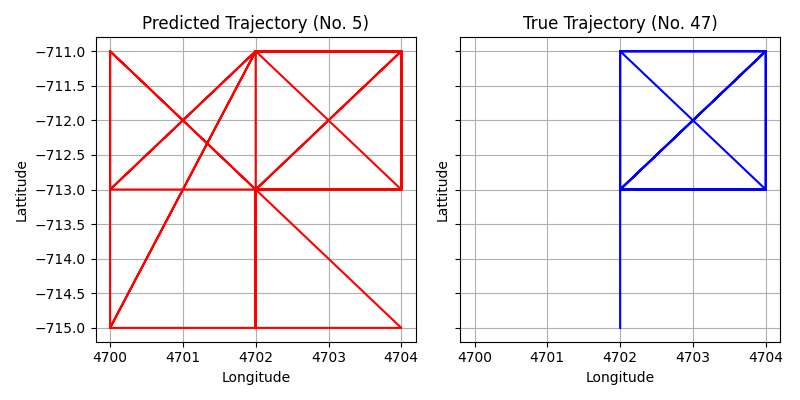 Predicted Trajectory (No. 5)
True Trajectory (No. 47)
−711.0
−711.5
−712.0
−712.5
−713.0
−713.5
−714.0
−714.5
−715.0
Lattitude
Lattitude
4700 4701 4702 4703 4704
4700 4701 4702 4703 4704
Longitude
Longitude